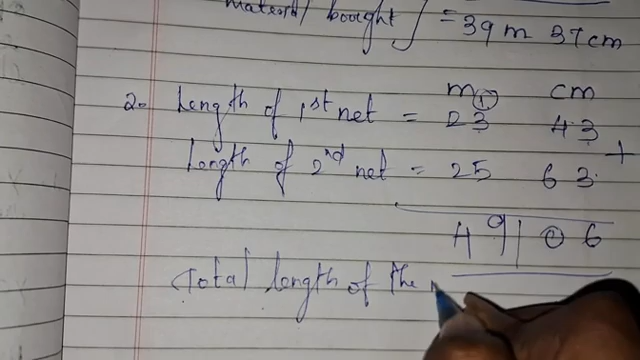 material bought } = 39 m 37 cm
m cm
2. Length of 1st net = 23 43
Length of 2nd net = 25 63 +
49 06
Total length of the